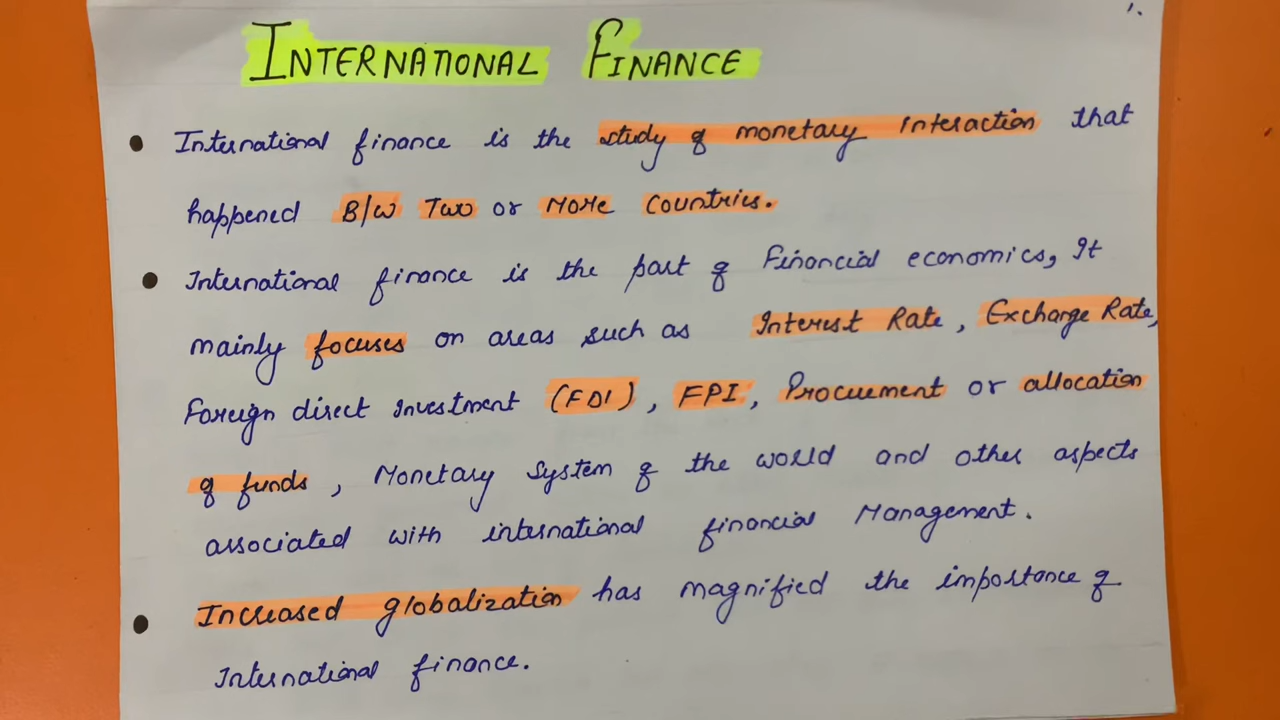 1.
INTERNATIONAL FINANCE
• International finance is the study of monetary interaction that
happened B/W Two or More Countries.
• International finance is the part of Financial economics, It
mainly focuses on areas such as Interest Rate, Exchange Rate,
Foreign direct Investment (FDI), FPI, Procurement or allocation
of funds, Monetary System of the world and other aspects
associated with international financial Management.
• Increased globalization has magnified the importance of
International finance.